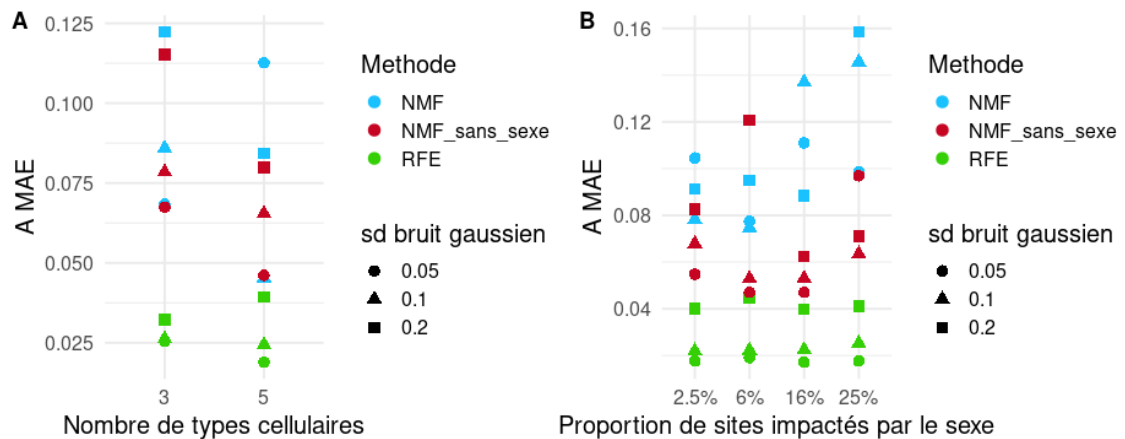 A
A MAE
0.125
0.100
0.075
0.050
0.025
3
5
Nombre de types cellulaires
Methode
NMF
NMF_sans_sexe
RFE
sd bruit gaussien
0.05
0.1
0.2
B
A MAE
0.16
0.12
0.08
0.04
2.5%
6%
16%
25%
Proportion de sites impactés par le sexe
Methode
NMF
NMF_sans_sexe
RFE
sd bruit gaussien
0.05
0.1
0.2